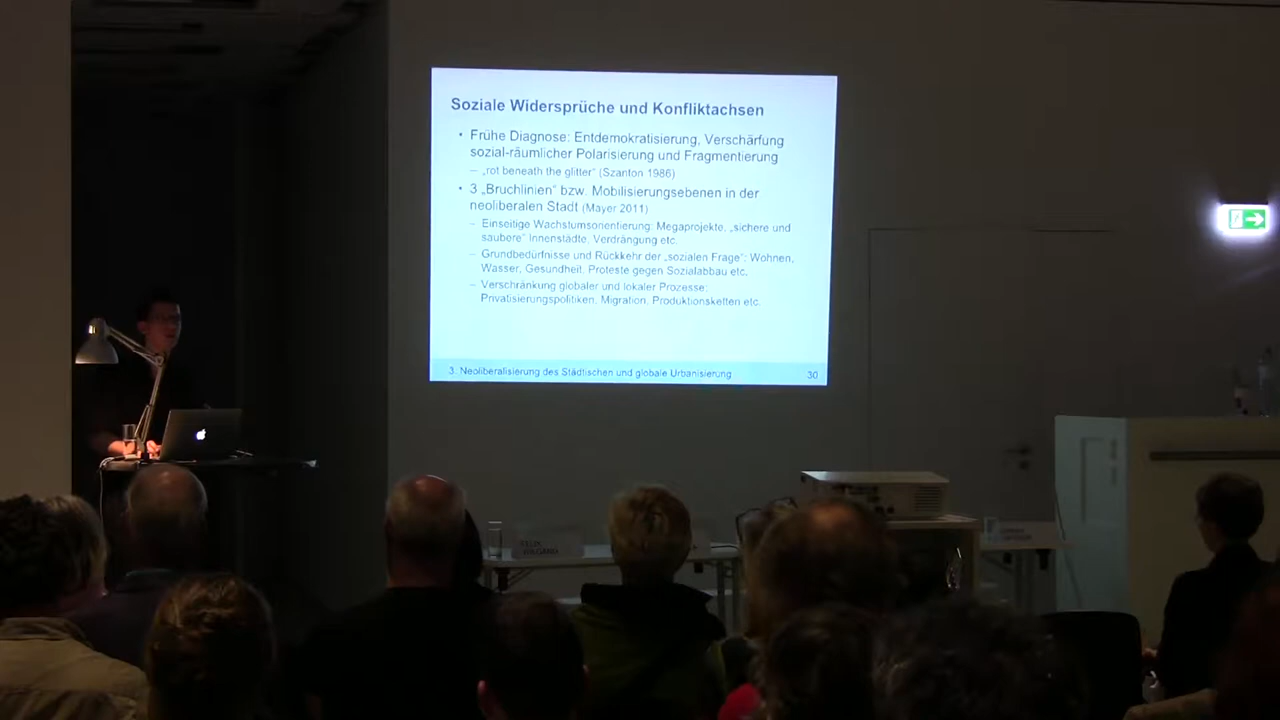 Soziale Widersprüche und Konfliktachsen
• Frühe Diagnose: Entdemokratisierung, Verschärfung
sozial-räumlicher Polarisierung und Fragmentierung
– „rot beneath the glitter“ (Szanton 1986)
• 3 „Bruchlinien“ bzw. Mobilisierungsebenen in der
neoliberalen Stadt (Mayer 2011)
– Einseitige Wachstumsorientierung: Megaprojekte, „sichere und
saubere“ Innenstädte, Verdrängung etc.
– Grundbedürfnisse und Rückkehr der „sozialen Frage“: Wohnen,
Wasser, Gesundheit, Proteste gegen Sozialabbau etc.
– Verschränkung globaler und lokaler Prozesse:
Privatisierungspolitiken, Migration, Produktionsketten etc.
3. Neoliberalisierung des Städtischen und globale Urbanisierung 30
FELIX